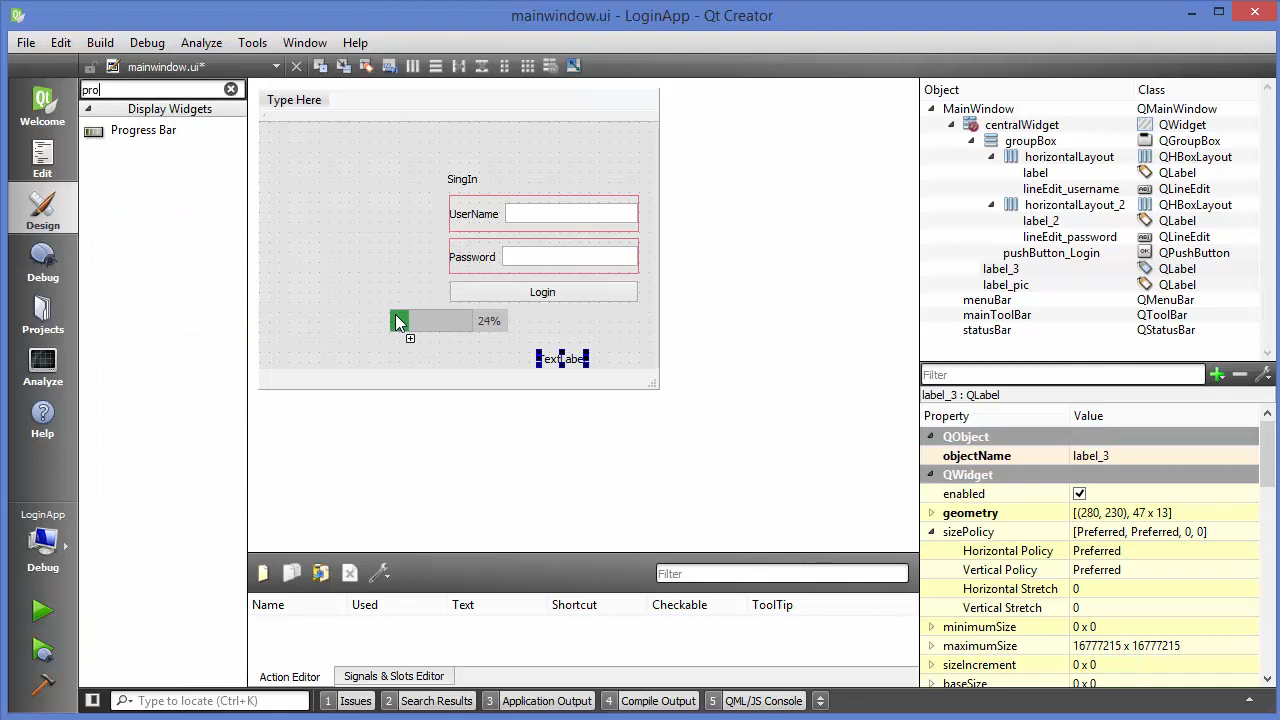 mainwindow.ui - LoginApp - Qt Creator
File Edit Build Debug Analyze Tools Window Help
mainwindow.ui*
pro
Display Widgets
Progress Bar
Welcome
Edit
Design
Debug
Projects
Analyze
Help
LoginApp
Debug
Type Here
SingIn
UserName
Password
Login
24%
TextLabel
Object Class
MainWindow QMainWindow
centralWidget QWidget
groupBox QGroupBox
horizontalLayout QHBoxLayout
label QLabel
lineEdit_username QLineEdit
horizontalLayout_2 QHBoxLayout
label_2 QLabel
lineEdit_password QLineEdit
pushButton_Login QPushButton
label_3 QLabel
label_pic QLabel
menuBar QMenuBar
mainToolBar QToolBar
statusBar QStatusBar
Filter
label_3 : QLabel
Property Value
QObject
objectName label_3
QWidget
enabled
geometry [(280, 230), 47 x 13]
sizePolicy [Preferred, Preferred, 0, 0]
Horizontal Policy Preferred
Vertical Policy Preferred
Horizontal Stretch 0
Vertical Stretch 0
minimumSize 0 x 0
maximumSize 16777215 x 16777215
sizeIncrement 0 x 0
baseSize 0 x 0
Filter
Name Used Text Shortcut Checkable ToolTip
Action Editor Signals & Slots Editor
Type to locate (Ctrl+K) 1 Issues 2 Search Results 3 Application Output 4 Compile Output 5 QML/JS Console